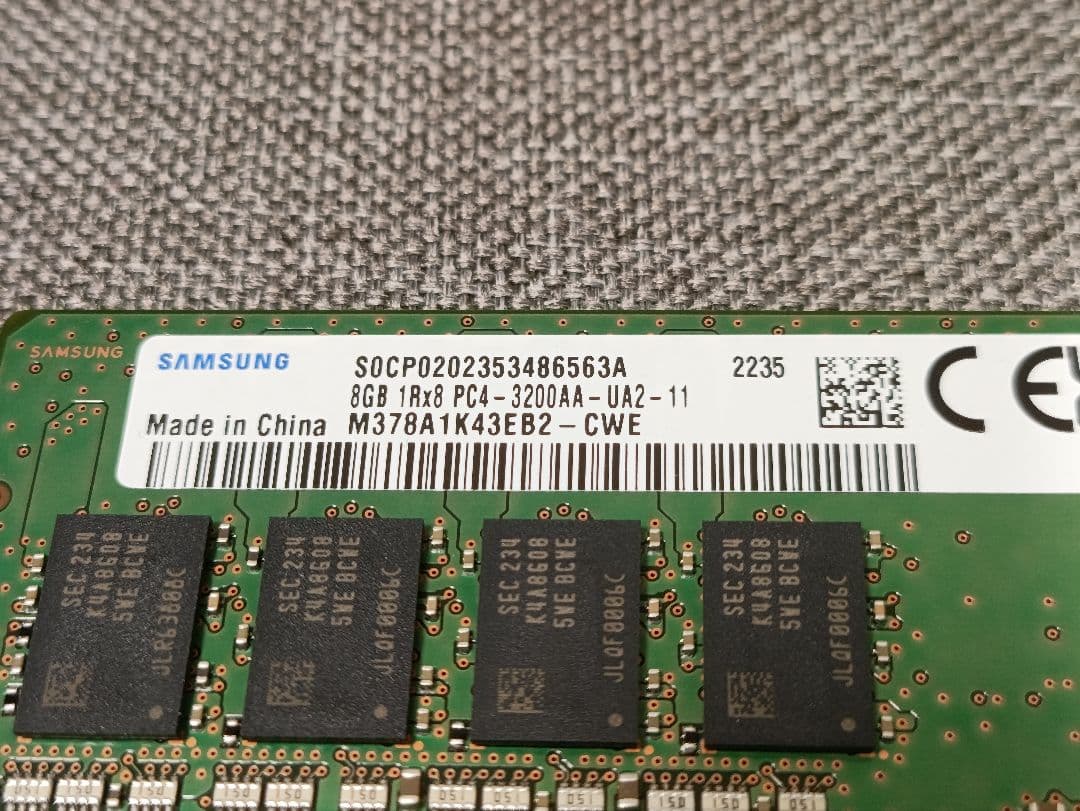 SAMSUNG
SAMSUNG
S0CP0202353486563A
2235
8GB 1Rx8 PC4-3200AA-UA2-11
Made in China
M378A1K43EB2-CWE
CE
SEC 234
K4A8G08
5WE BCWE
JLR63006C
SEC 234
K4A8G08
5WE BCWE
JLQF0006C
SEC 234
K4A8G08
5WE BCWE
JLQF0006C
SEC 234
K4A8G08
5WE BCWE
JLQF0006C